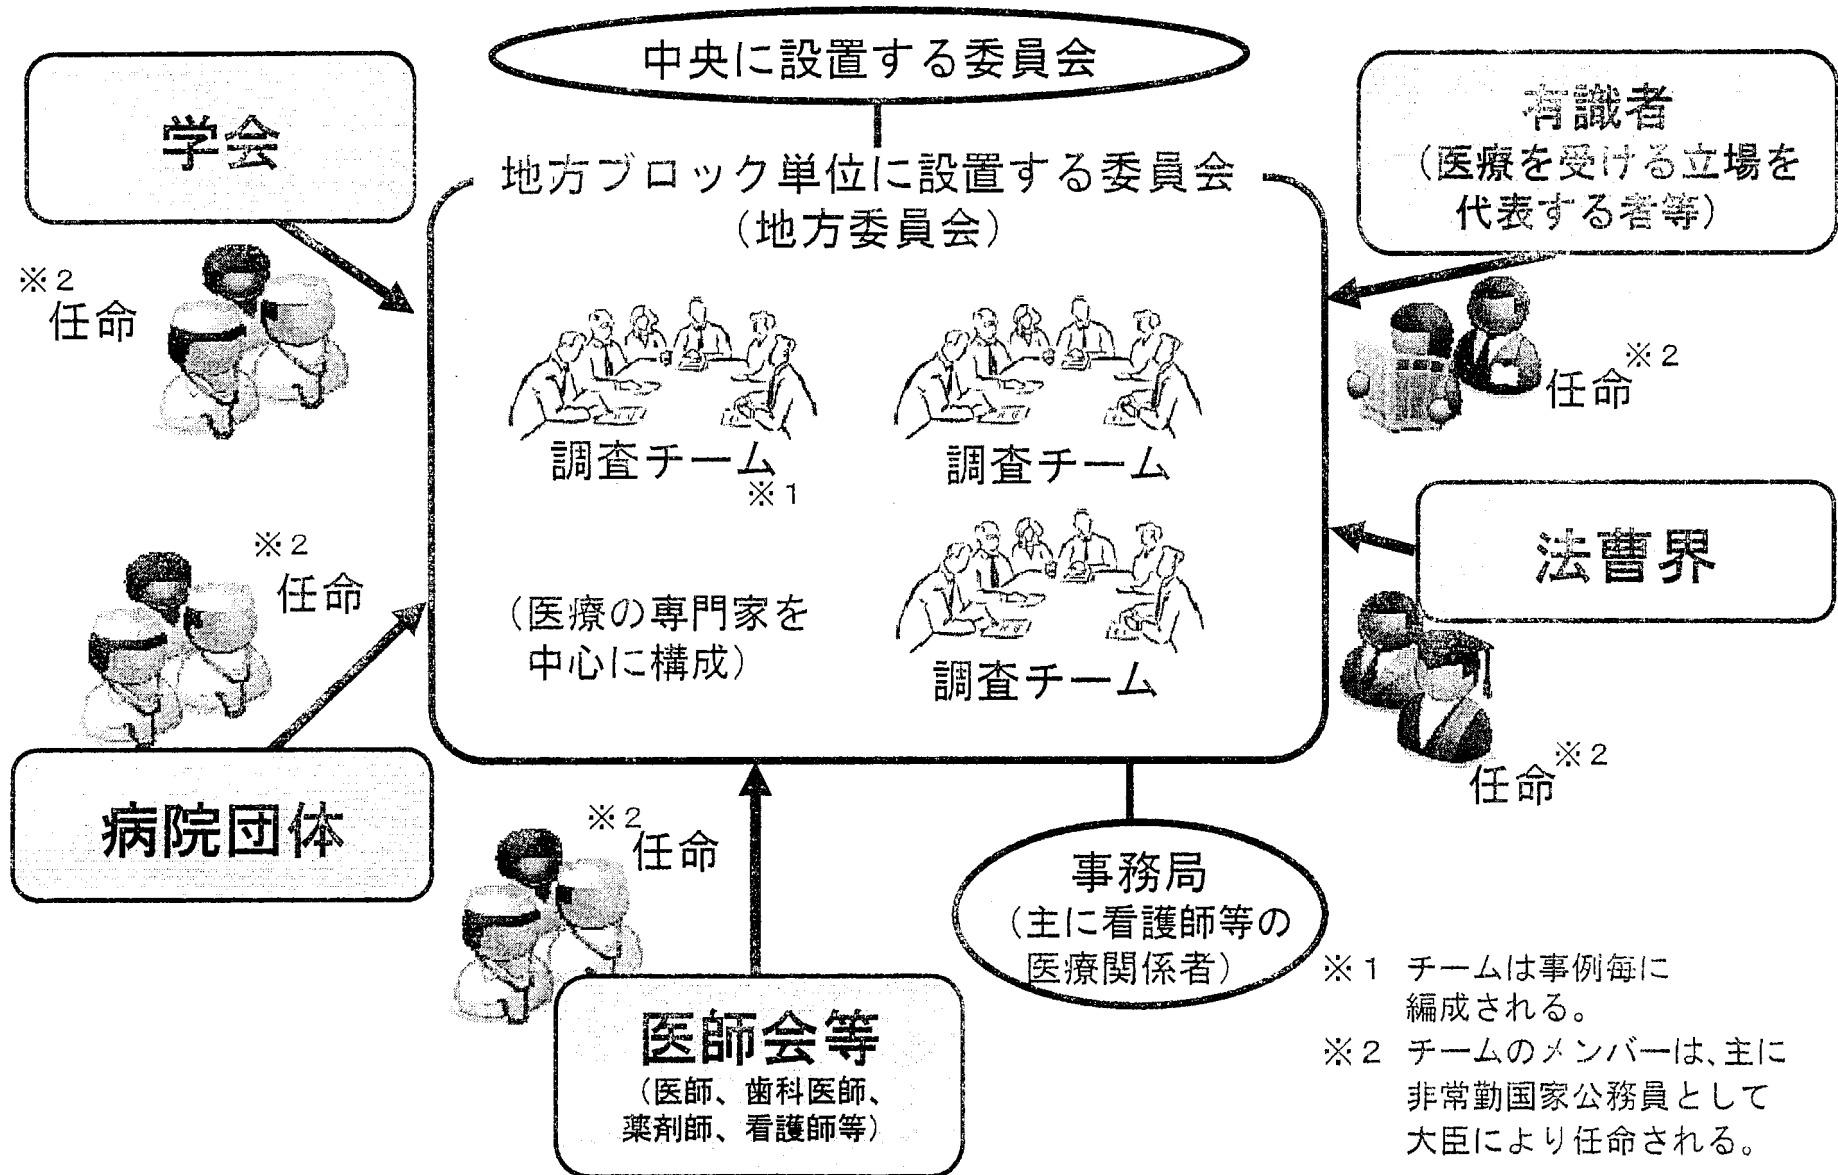 中央に設置する委員会
学会
有識者
(医療を受ける立場を
代表する者等)
地方ブロック単位に設置する委員会
(地方委員会)
※2
任命
任命※2
調査チーム
※1
調査チーム
法曹界
※2
任命
(医療の専門家を
中心に構成)
調査チーム
任命※2
病院団体
※2
任命
事務局
(主に看護師等の
医療関係者)
医師会等
(医師、歯科医師、
薬剤師、看護師等)
※1 チームは事例毎に
編成される。
※2 チームのメンバーは、主に
非常勤国家公務員として
大臣により任命される。